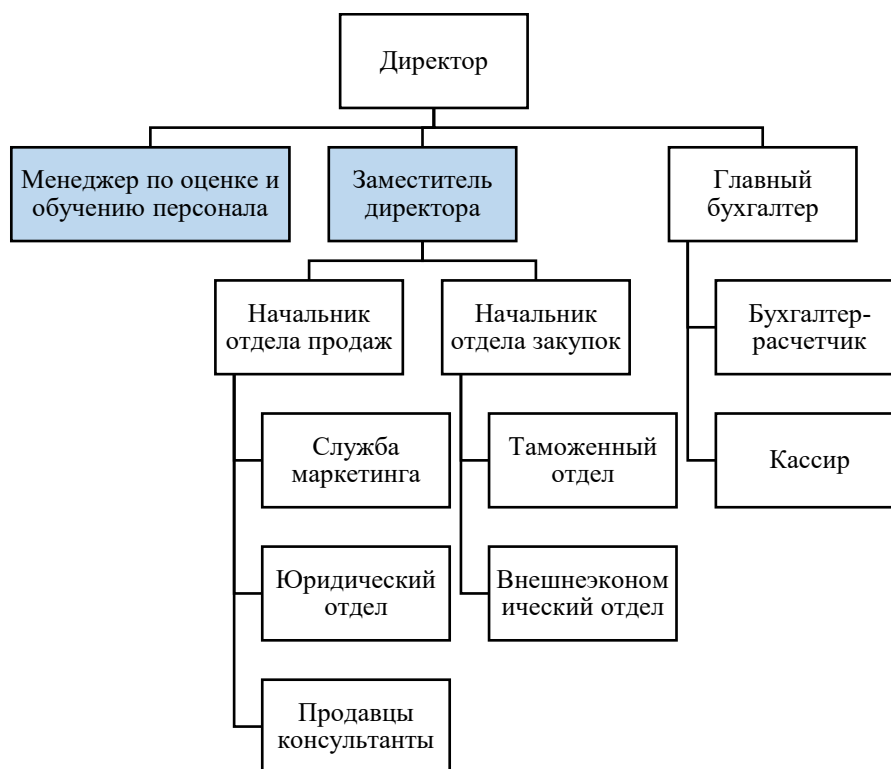 Директор
Менеджер по оценке и
обучению персонала
Заместитель
директора
Главный
бухгалтер
Начальник
отдела продаж
Начальник
отдела закупок
Бухгалтер-
расчетчик
Служба
маркетинга
Таможенный
отдел
Кассир
Юридический
отдел
Внешнеэконом
ический отдел
Продавцы
консультанты